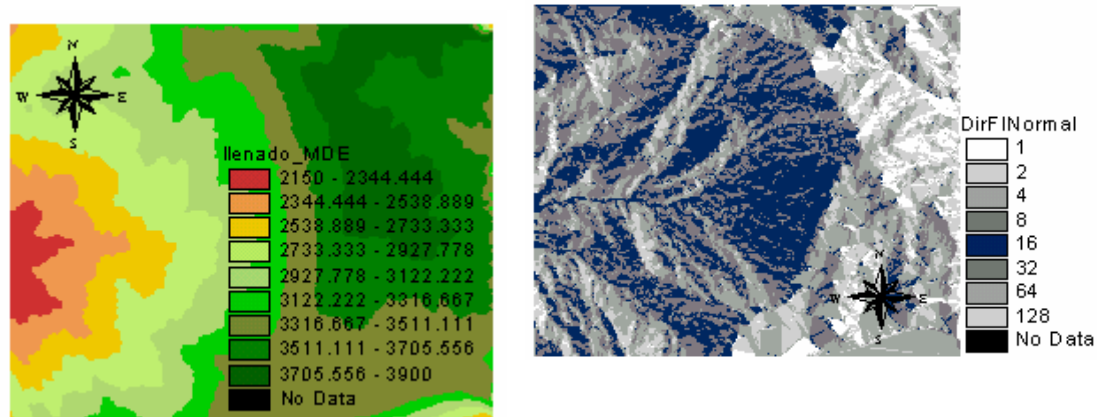 N
W E
S
llenado_MDE
2150 - 2344.444
2344.444 - 2538.889
2538.889 - 2733.333
2733.333 - 2927.778
2927.778 - 3122.222
3122.222 - 3316.667
3316.667 - 3511.111
3511.111 - 3705.556
3705.556 - 3900
No Data
DirFlNormal
1
2
4
8
16
32
64
128
No Data
N
W E
S